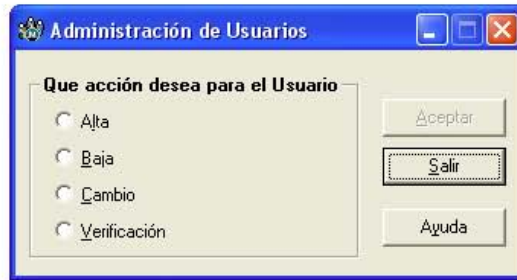 Administración de Usuarios
Que acción desea para el Usuario
Alta
Baja
Cambio
Verificación
Aceptar
Salir
Ayuda